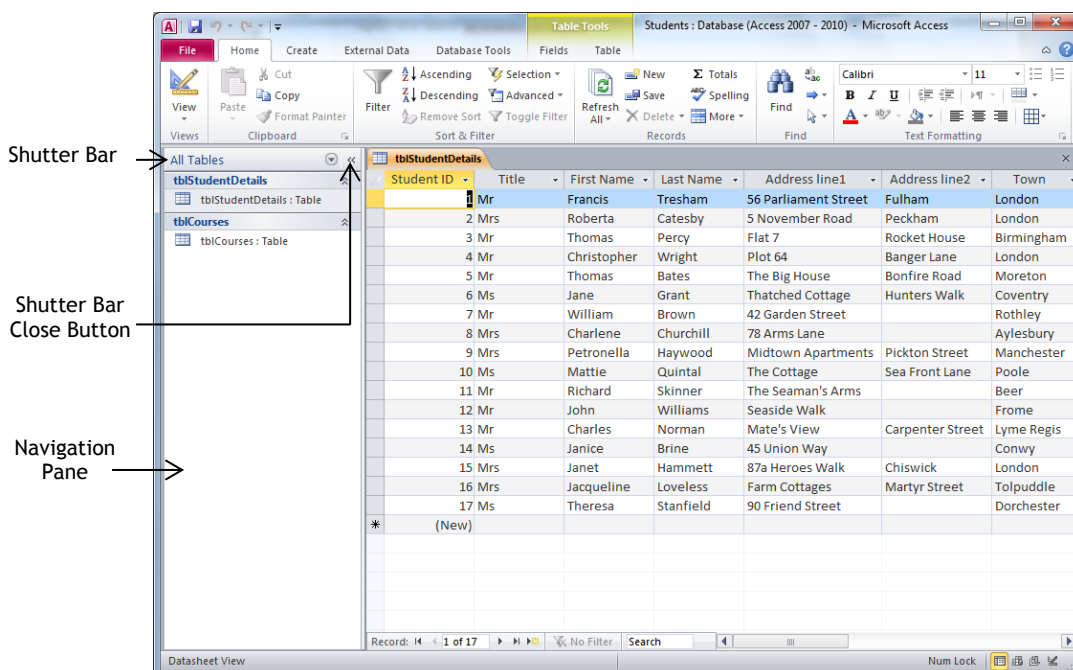 Table Tools
Students : Database (Access 2007 - 2010) - Microsoft Access
File Home Create External Data Database Tools Fields Table
View
Views
Paste
Cut
Copy
Format Painter
Clipboard
Filter
Ascending
Descending
Remove Sort
Selection
Advanced
Toggle Filter
Sort & Filter
Refresh
All
New
Save
Delete
Σ Totals
Spelling
More
Records
Find
Find
Calibri 11
B I U
A
Text Formatting
Shutter Bar
All Tables
tblStudentDetails
tblStudentDetails : Table
tblCourses
tblCourses : Table
Shutter Bar
Close Button
Navigation
Pane
tblStudentDetails
Student ID Title First Name Last Name Address line1 Address line2 Town
1 Mr Francis Tresham 56 Parliament Street Fulham London
2 Mrs Roberta Catesby 5 November Road Peckham London
3 Mr Thomas Percy Flat 7 Rocket House Birmingham
4 Mr Christopher Wright Plot 64 Banger Lane London
5 Mr Thomas Bates The Big House Bonfire Road Moreton
6 Ms Jane Grant Thatched Cottage Hunters Walk Coventry
7 Mr William Brown 42 Garden Street Rothley
8 Mrs Charlene Churchill 78 Arms Lane Aylesbury
9 Mrs Petronella Haywood Midtown Apartments Pickton Street Manchester
10 Ms Mattie Quintal The Cottage Sea Front Lane Poole
11 Mr Richard Skinner The Seaman's Arms Beer
12 Mr John Williams Seaside Walk Frome
13 Mr Charles Norman Mate's View Carpenter Street Lyme Regis
14 Ms Janice Brine 45 Union Way Conwy
15 Mrs Janet Hammett 87a Heroes Walk Chiswick London
16 Mrs Jacqueline Loveless Farm Cottages Martyr Street Tolpuddle
17 Ms Theresa Stanfield 90 Friend Street Dorchester
(New)
Record: 1 of 17 No Filter Search
Datasheet View Num Lock